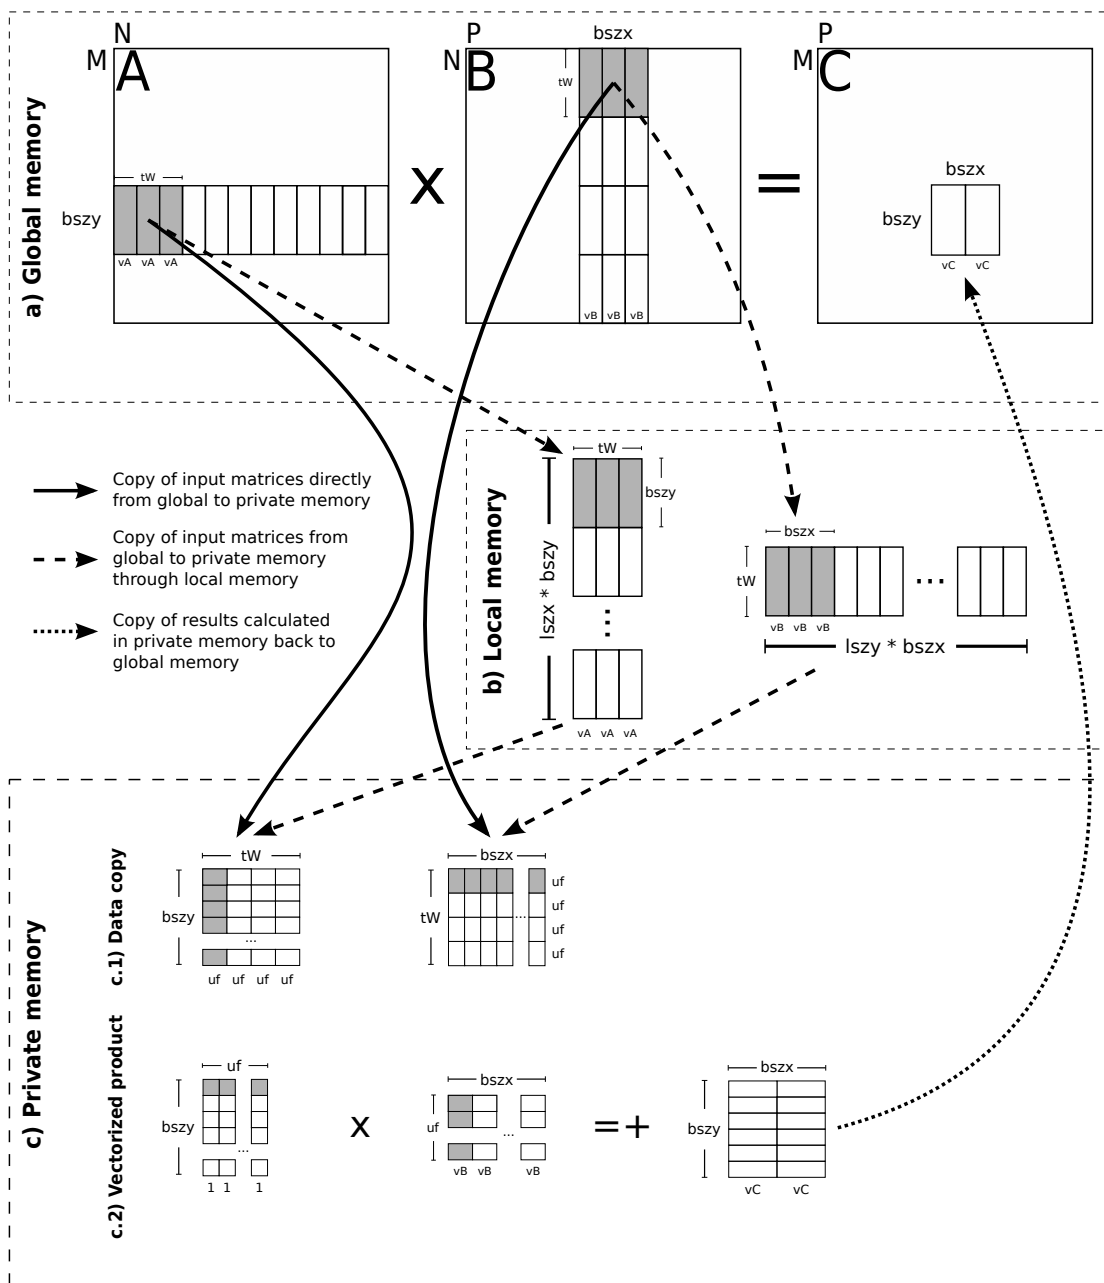 N
M
A
P
bszx
N
B
tW
P
M
C
a) Global memory
tW
bszy
vA vA vA
x
=
bszx
bszy
vC vC
vB vB vB
Copy of input matrices directly
from global to private memory
Copy of input matrices from
global to private memory
through local memory
Copy of results calculated
in private memory back to
global memory
b) Local memory
tW
bszy
lszx * bszy
...
vA vA vA
bszx
tW
...
vB vB vB
lszy * bszx
c) Private memory
c.1) Data copy
tW
bszy
...
uf uf uf uf
bszx
tW
...
uf
uf
uf
uf
c.2) Vectorized product
uf
bszy
...
1 1 1
x
bszx
uf
...
vB vB vB
=+
bszx
bszy
vC vC